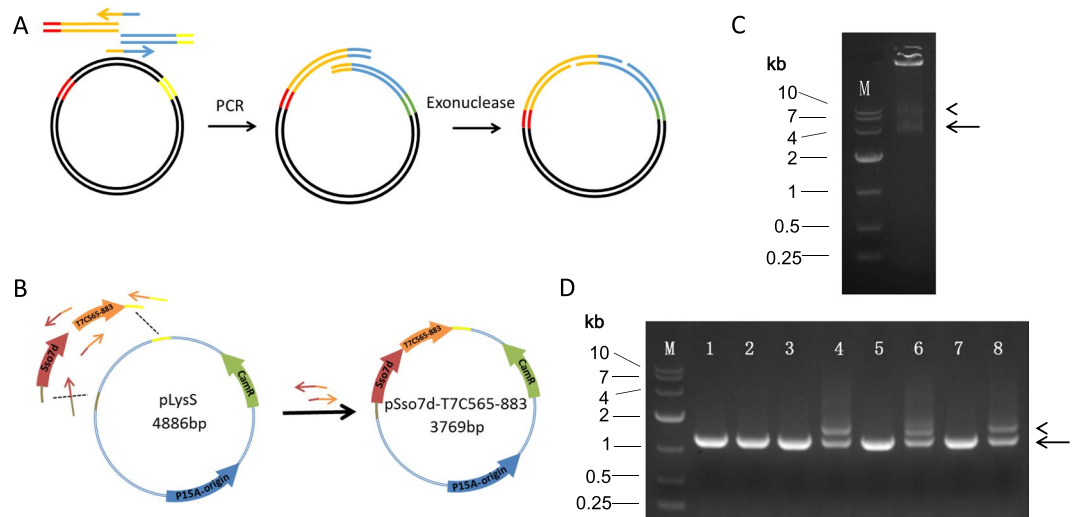 A
PCR
Exonuclease
B
Sso7d
T7C565-883
CamR
P15A-origin
pLysS
4886bp
Sso7d
T7C565-883
CamR
P15A-origin
pSso7d-T7C565-883
3769bp
C
kb
M
10
7
4
2
1
0.5
0.25
<
D
kb
M 1 2 3 4 5 6 7 8
10
7
4
2
1
0.5
0.25
<